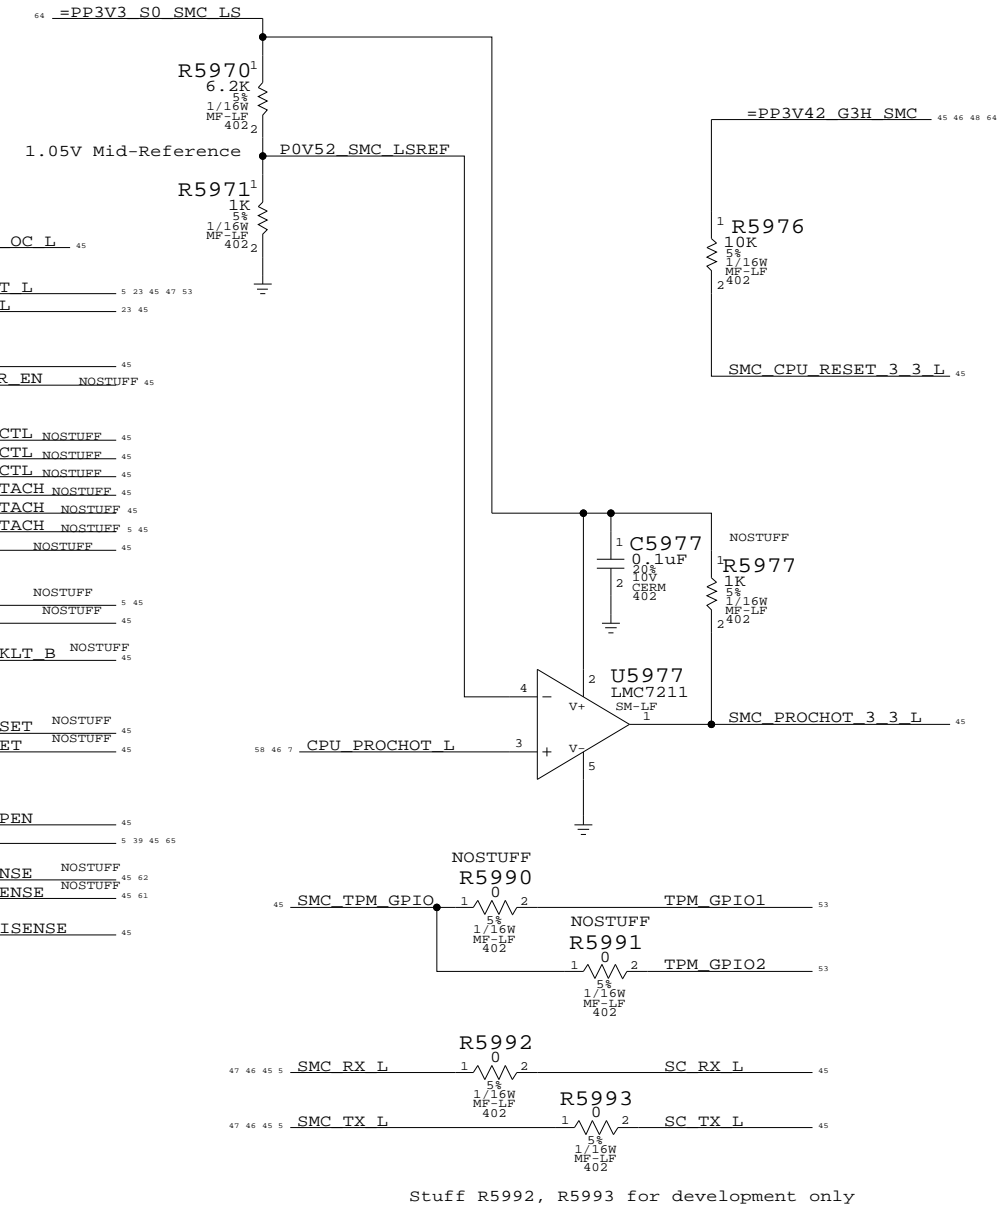 64 =PP3V3_S0_SMC_LS
R5970 1
6.2K
5%
1/16W
MF-LF
402 2
1.05V Mid-Reference
P0V52_SMC_LSREF
R5971 1
1K
5%
1/16W
MF-LF
402 2
=PP3V42_G3H_SMC 45 46 48 64
1 R5976
10K
5%
1/16W
MF-LF
2 402
SMC_CPU_RESET_3_3_L 45
OC_L 45
T_L 5 23 45 47 53
L 23 45
45
R_EN NOSTUFF 45
CTL NOSTUFF 45
CTL NOSTUFF 45
CTL NOSTUFF 45
TACH NOSTUFF 45
TACH NOSTUFF 45
TACH NOSTUFF 5 45
NOSTUFF 45
NOSTUFF 5 45
NOSTUFF 45
KLT_B NOSTUFF 45
SET NOSTUFF 45
ET NOSTUFF 45
PEN 45
5 39 45 65
NSE NOSTUFF 45 62
ENSE NOSTUFF 45 61
ISENSE 45
1 C5977
0.1uF
20%
2 10V
CERM
402
NOSTUFF
1 R5977
1K
5%
1/16W
MF-LF
2 402
U5977
LMC7211
SM-LF
2
V+
4 −
1
SMC_PROCHOT_3_3_L 45
58 46 7 CPU_PROCHOT_L 3 +
V-
5
NOSTUFF
R5990
0
45 SMC_TPM_GPIO 1 2 TPM_GPIO1 53
5%
1/16W
MF-LF
402
NOSTUFF
R5991
0
1 2 TPM_GPIO2 53
5%
1/16W
MF-LF
402
R5992
0
47 46 45 5 SMC_RX_L 1 2 SC_RX_L 45
5%
1/16W
MF-LF
402
R5993
0
47 46 45 5 SMC_TX_L 1 2 SC_TX_L 45
5%
1/16W
MF-LF
402
Stuff R5992, R5993 for development only